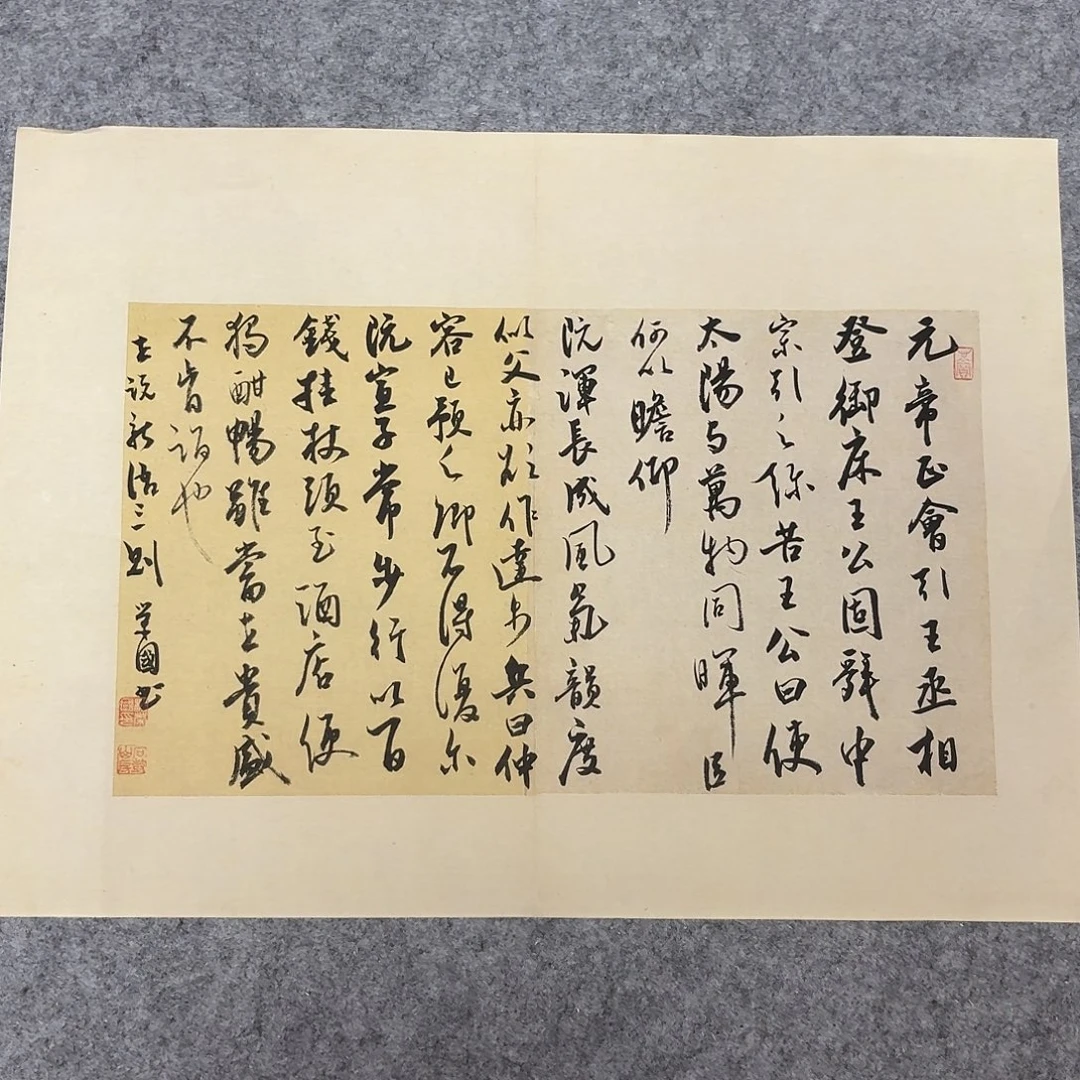 元帝正會引王丞相
登御床王公固辭中
宗引之彌苦王公曰使
太陽与萬物同暉臣
何以瞻仰
阮渾長成風氣韻度
似父亦欲作達步兵曰仲
容已預之卿不得復尔
阮宣子常步行以百
錢挂杖頭至酒店便
獨酣暢雖當世貴盛
不肯詣也
世說新語三則 國書